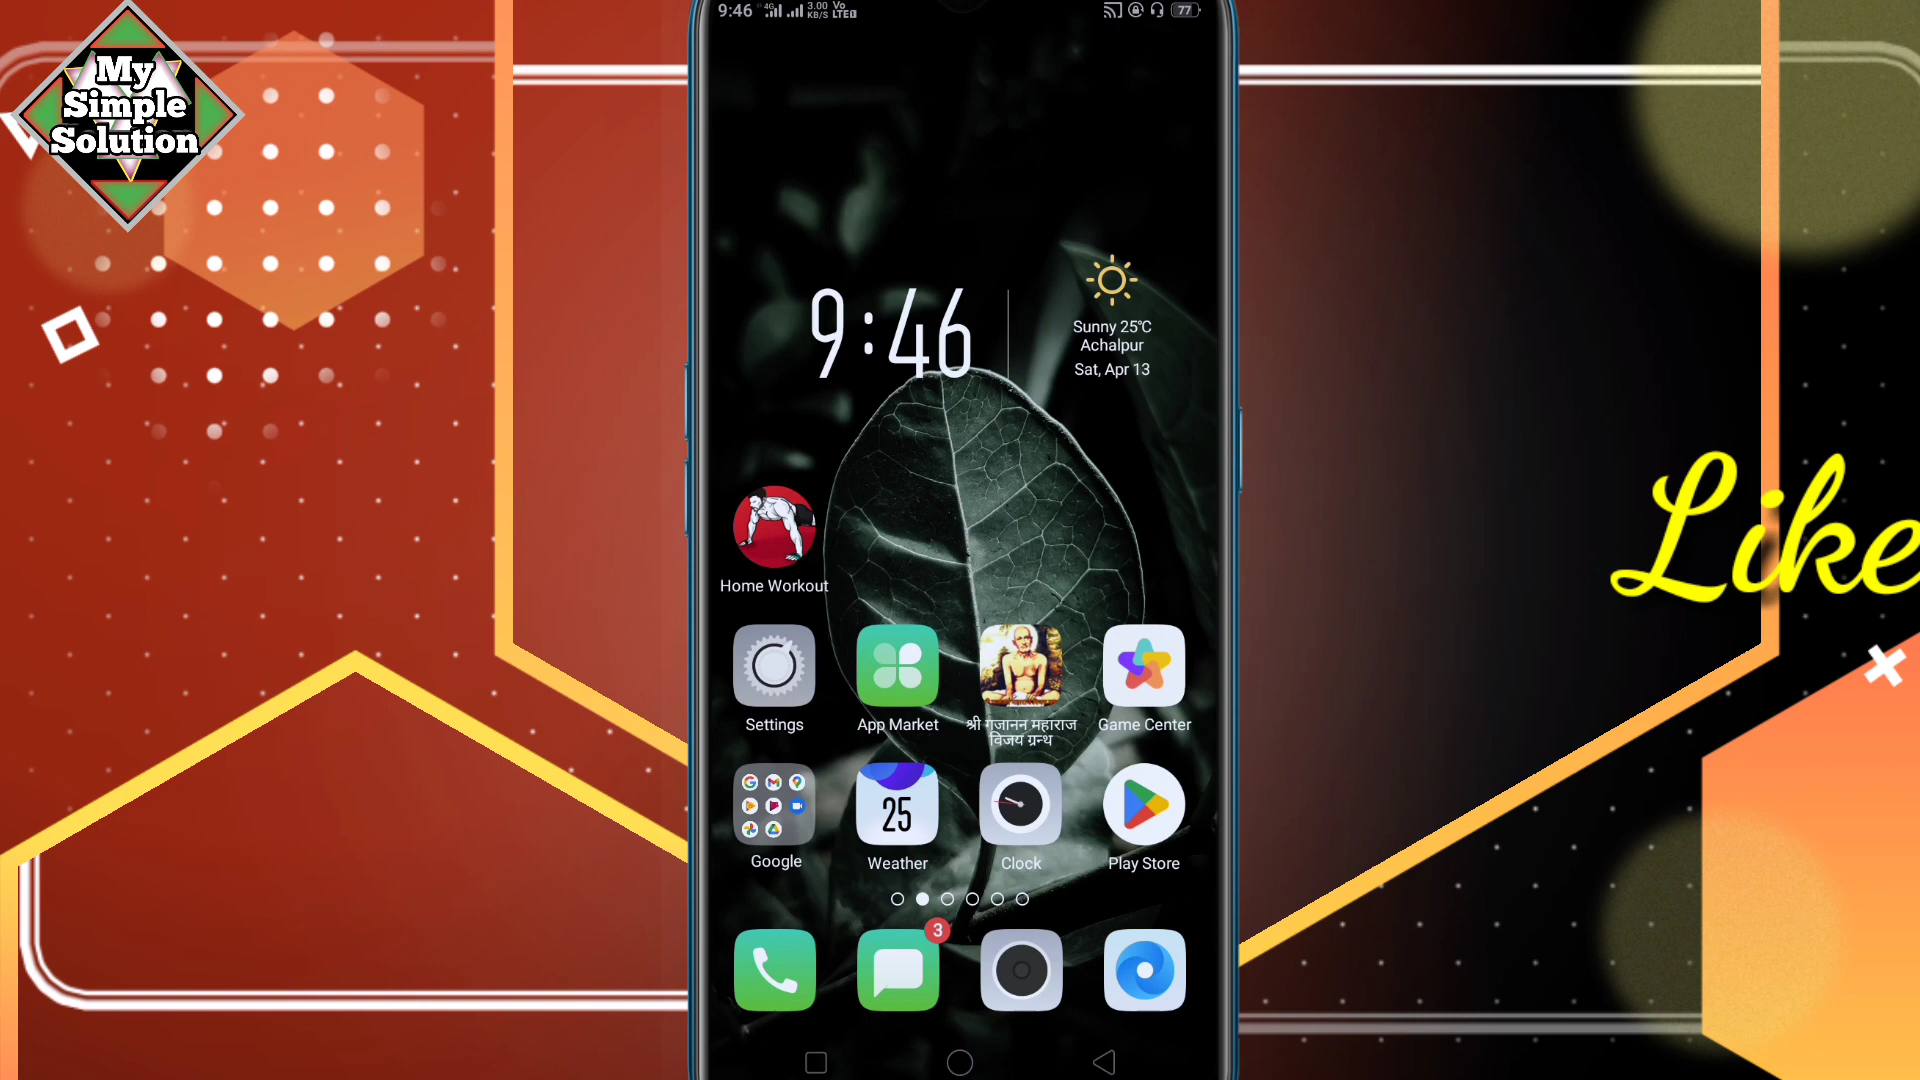 My
Simple
Solution
9:46
4G
3.00
KB/S
Vo
LTE1
77
9:46
Sunny 25℃
Achalpur
Sat, Apr 13
Home Workout
Settings
App Market
श्री गजानन महाराज
विजय ग्रन्थ
Game Center
Google
25
Weather
Clock
Play Store
3
Like